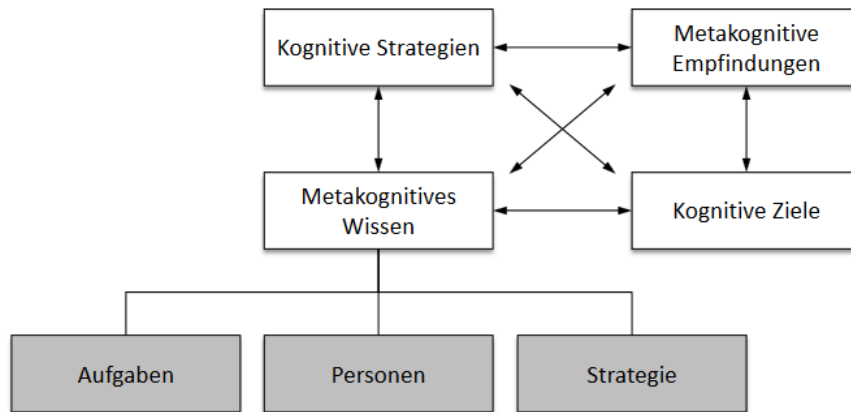 Kognitive Strategien
Metakognitive
Empfindungen
Metakognitives
Wissen
Kognitive Ziele
Aufgaben
Personen
Strategie